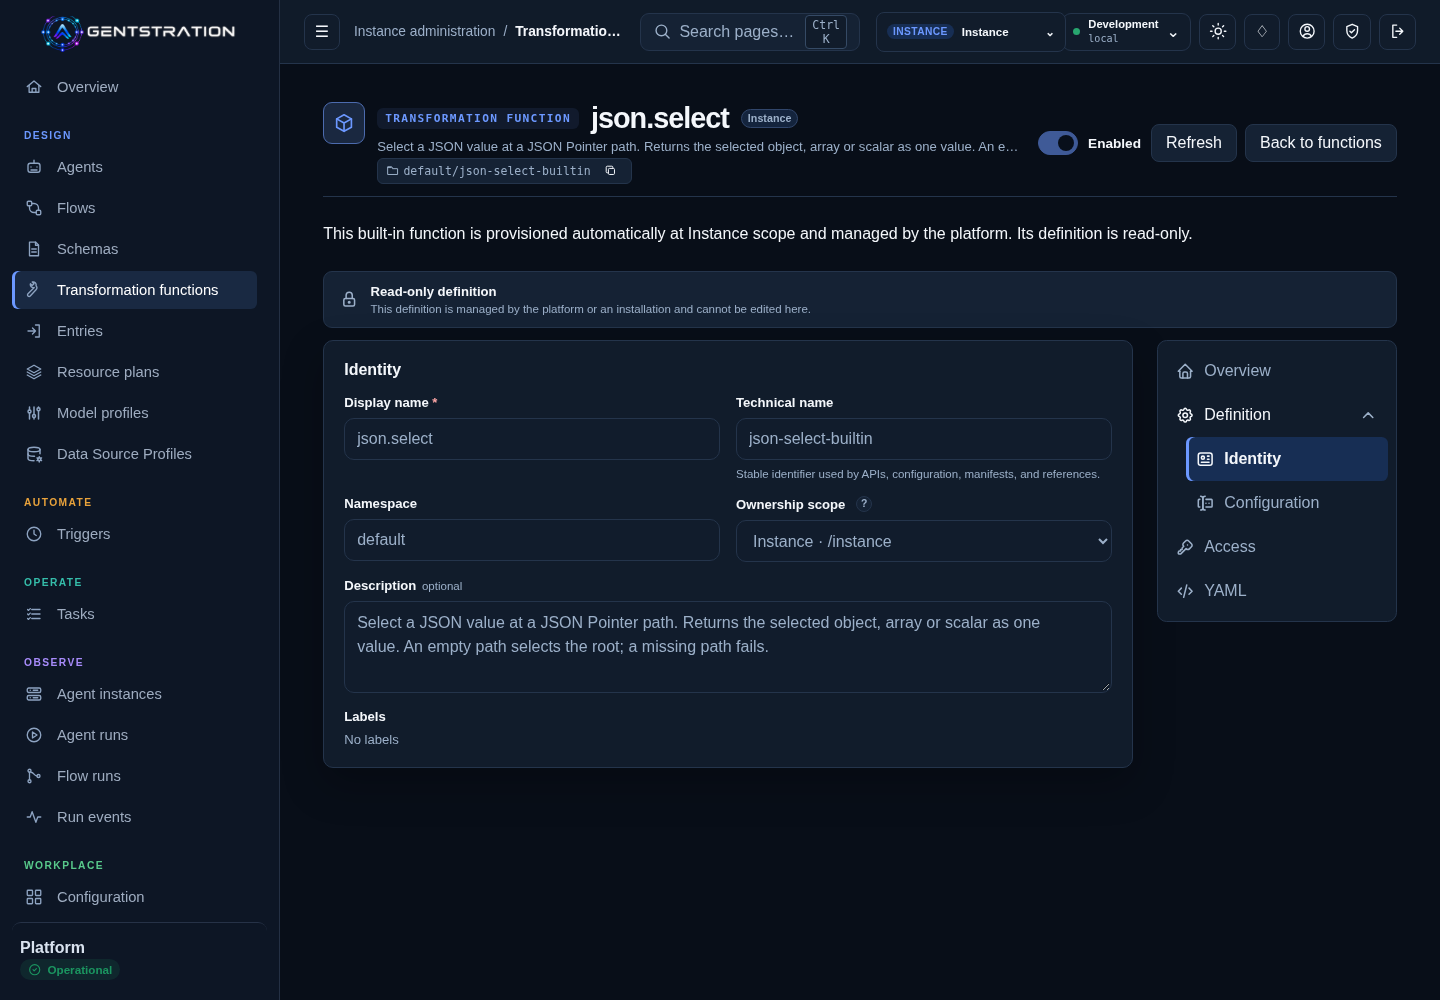 GENTSTRATION
Overview
DESIGN
Agents
Flows
Schemas
Transformation functions
Entries
Resource plans
Model profiles
Data Source Profiles
AUTOMATE
Triggers
OPERATE
Tasks
OBSERVE
Agent instances
Agent runs
Flow runs
Run events
WORKPLACE
Configuration
Platform
Operational
Instance administration / Transformatio…
Search pages…
Ctrl
K
INSTANCE Instance
Development
local
TRANSFORMATION FUNCTION json.select Instance
Select a JSON value at a JSON Pointer path. Returns the selected object, array or scalar as one value. An e…
default/json-select-builtin
Enabled
Refresh
Back to functions
This built-in function is provisioned automatically at Instance scope and managed by the platform. Its definition is read-only.
Read-only definition
This definition is managed by the platform or an installation and cannot be edited here.
Identity
Display name *
json.select
Technical name
json-select-builtin
Stable identifier used by APIs, configuration, manifests, and references.
Namespace
default
Ownership scope ?
Instance · /instance
Description optional
Select a JSON value at a JSON Pointer path. Returns the selected object, array or scalar as one
value. An empty path selects the root; a missing path fails.
Labels
No labels
Overview
Definition
Identity
Configuration
Access
YAML